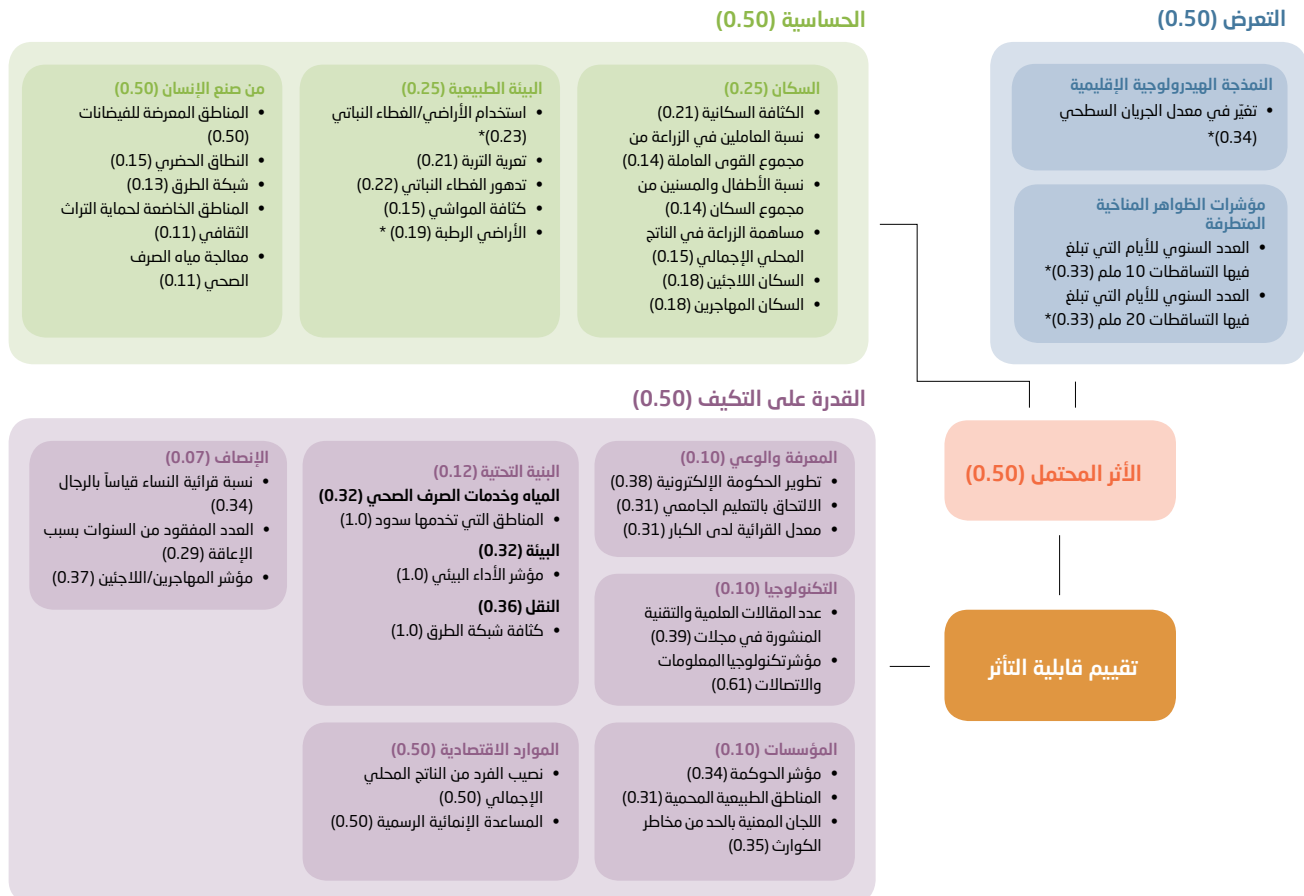 التعرض (0.50)
النمذجة الهيدرولوجية الإقليمية
• تغيّر في معدل الجريان السطحي
(0.34)*
مؤشرات الظواهر المناخية
المتطرفة
• العدد السنوي للأيام التي تبلغ
فيها التساقطات 10 ملم (0.33)*
• العدد السنوي للأيام التي تبلغ
فيها التساقطات 20 ملم (0.33)*
الحساسية (0.50)
السكان (0.25)
• الكثافة السكانية (0.21)
• نسبة العاملين في الزراعة من
مجموع القوى العاملة (0.14)
• نسبة الأطفال والمسنين من
مجموع السكان (0.14)
• مساهمة الزراعة في الناتج
المحلي الإجمالي (0.15)
• السكان اللاجئين (0.18)
• السكان المهاجرين (0.18)
البيئة الطبيعية (0.25)
• استخدام الأراضي/الغطاء النباتي
(0.23)*
• تعرية التربة (0.21)
• تدهور الغطاء النباتي (0.22)
• كثافة المواشي (0.15)
• الأراضي الرطبة (0.19) *
من صنع الإنسان (0.50)
• المناطق المعرضة للفيضانات
(0.50)
• النطاق الحضري (0.15)
• شبكة الطرق (0.13)
• المناطق الخاضعة لحماية التراث
الثقافي (0.11)
• معالجة مياه الصرف
الصحي (0.11)
الأثر المحتمل (0.50)
تقييم قابلية التأثر
القدرة على التكيف (0.50)
المعرفة والوعي (0.10)
• تطوير الحكومة الإلكترونية (0.38)
• الالتحاق بالتعليم الجامعي (0.31)
• معدل القرائية لدى الكبار (0.31)
التكنولوجيا (0.10)
• عدد المقالات العلمية والتقنية
المنشورة في مجلات (0.39)
• مؤشرتكنولوجيا المعلومات
والاتصالات (0.61)
المؤسسات (0.10)
• مؤشر الحوكمة (0.34)
• المناطق الطبيعية المحمية (0.31)
• اللجان المعنية بالحد من مخاطر
الكوارث (0.35)
البنية التحتية (0.12)
المياه وخدمات الصرف الصحي (0.32)
• المناطق التي تخدمها سدود (1.0)
البيئة (0.32)
• مؤشر الأداء البيئي (1.0)
النقل (0.36)
• كثافة شبكة الطرق (1.0)
الموارد الاقتصادية (0.50)
• نصيب الفرد من الناتج المحلي
الإجمالي (0.50)
• المساعدة الإنمائية الرسمية (0.50)
الإنصاف (0.07)
• نسبة قرائية النساء قياساً بالرجال
(0.34)
• العدد المفقود من السنوات بسبب
الإعاقة (0.29)
• مؤشر المهاجرين/اللاجئين (0.37)